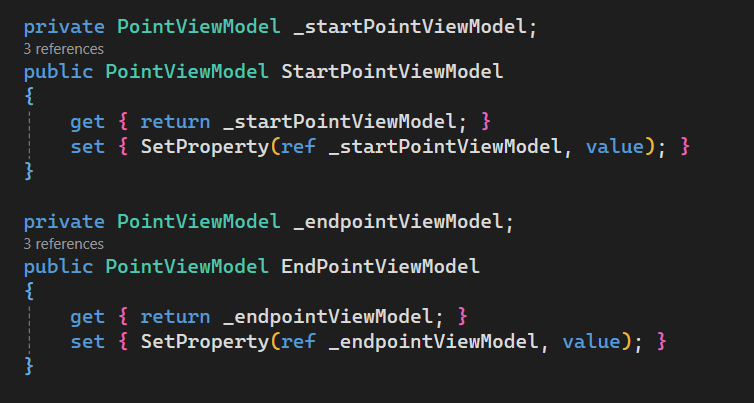 private PointViewModel _startPointViewModel;
3 references
public PointViewModel StartPointViewModel
{
get { return _startPointViewModel; }
set { SetProperty(ref _startPointViewModel, value); }
}
private PointViewModel _endpointViewModel;
3 references
public PointViewModel EndPointViewModel
{
get { return _endpointViewModel; }
set { SetProperty(ref _endpointViewModel, value); }
}